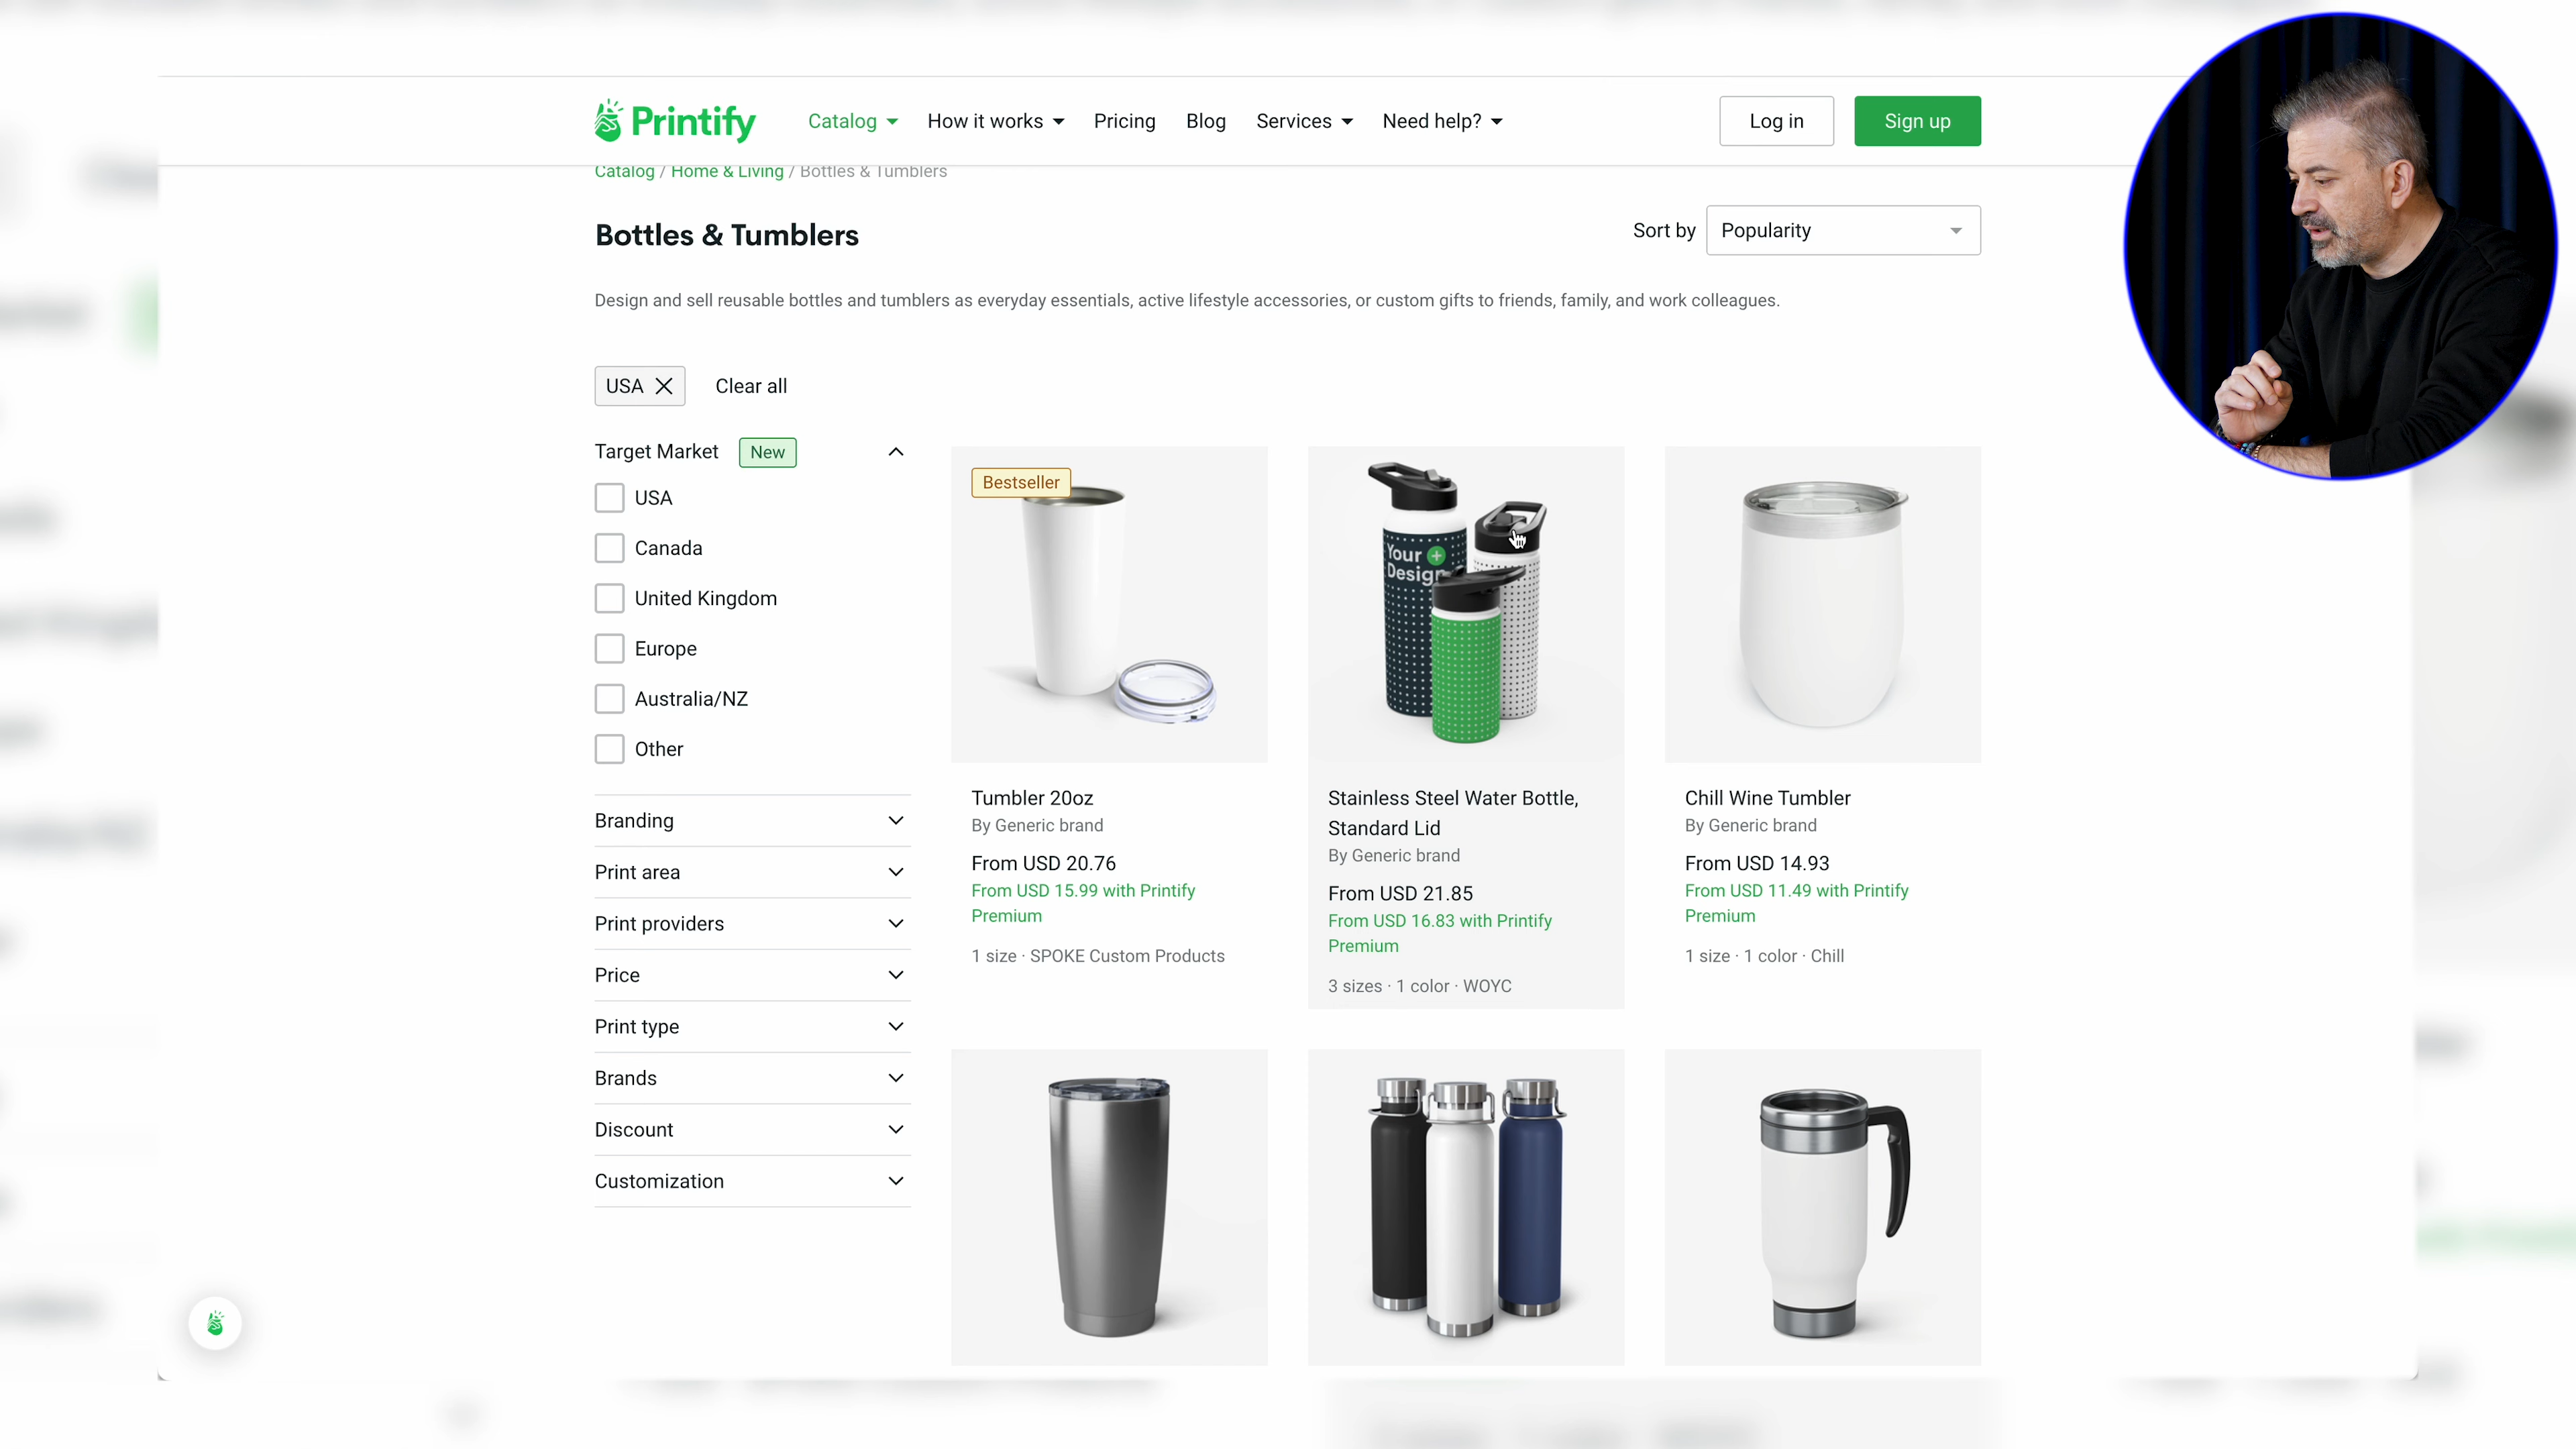 Printify
Catalog
How it works
Pricing
Blog
Services
Need help?
Log in
Sign up
Catalog / Home & Living / Bottles & Tumblers
Bottles & Tumblers
Sort by
Popularity
Design and sell reusable bottles and tumblers as everyday essentials, active lifestyle accessories, or custom gifts to friends, family, and work colleagues.
USA
Clear all
Target Market
New
USA
Canada
United Kingdom
Europe
Australia/NZ
Other
Branding
Print area
Print providers
Price
Print type
Brands
Discount
Customization
Bestseller
Tumbler 20oz
By Generic brand
From USD 20.76
From USD 15.99 with Printify
Premium
1 size · SPOKE Custom Products
Your
Design
Stainless Steel Water Bottle,
Standard Lid
By Generic brand
From USD 21.85
From USD 16.83 with Printify
Premium
3 sizes · 1 color · WOYC
Chill Wine Tumbler
By Generic brand
From USD 14.93
From USD 11.49 with Printify
Premium
1 size · 1 color · Chill